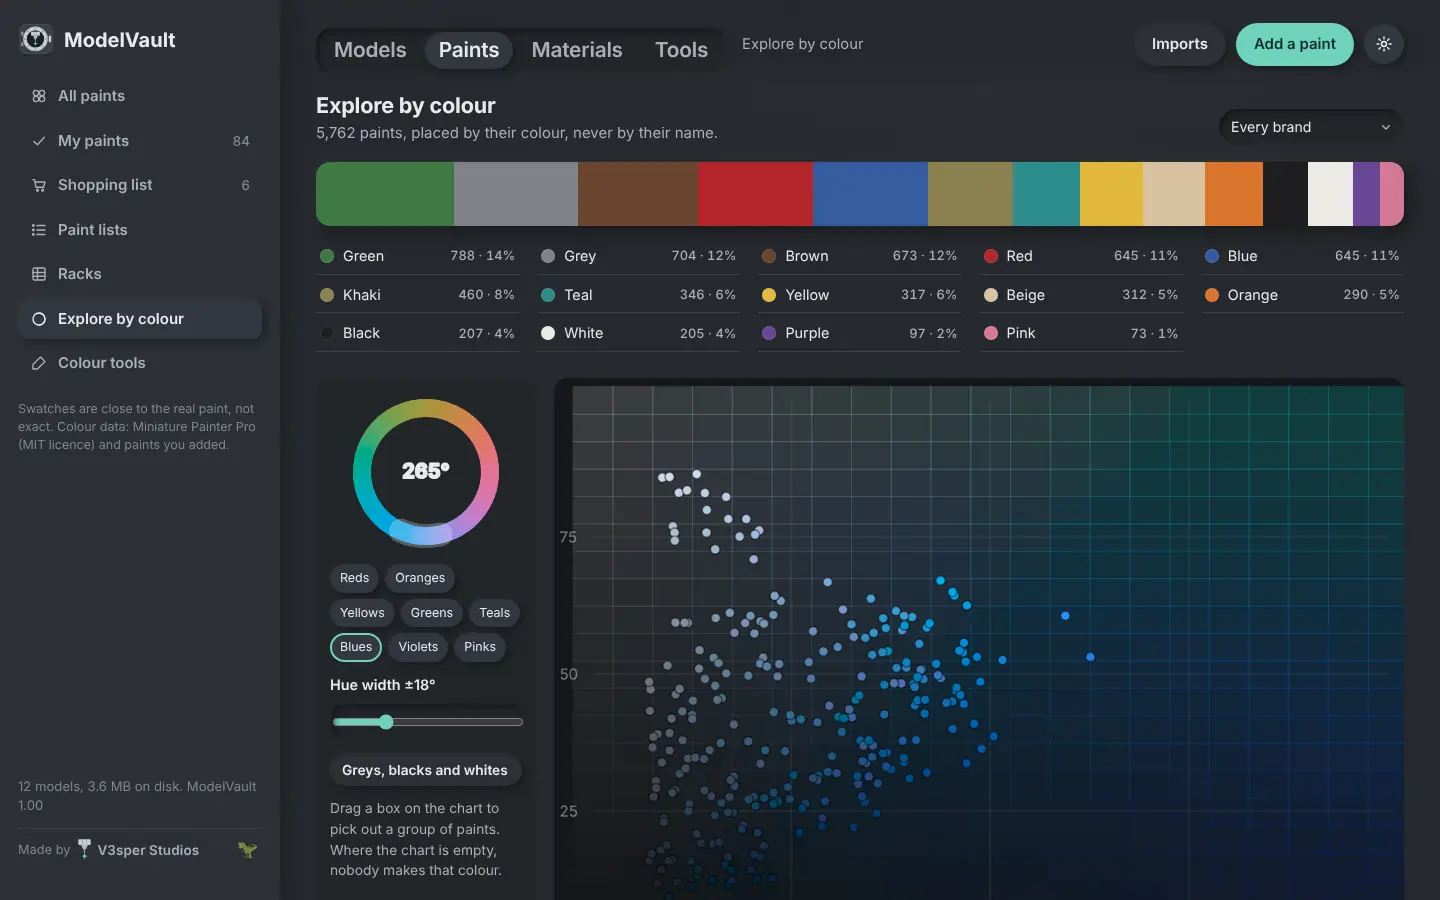 ModelVault
Models
Paints
Materials
Tools
Explore by colour
Imports
Add a paint
All paints
My paints 84
Shopping list 6
Paint lists
Racks
Explore by colour
Colour tools
Swatches are close to the real paint, not
exact. Colour data: Miniature Painter Pro
(MIT licence) and paints you added.
12 models, 3.6 MB on disk. ModelVault
1.00
Made by V3sper Studios
Explore by colour
5,762 paints, placed by their colour, never by their name.
Every brand
Green 788 · 14%
Grey 704 · 12%
Brown 673 · 12%
Red 645 · 11%
Blue 645 · 11%
Khaki 460 · 8%
Teal 346 · 6%
Yellow 317 · 6%
Beige 312 · 5%
Orange 290 · 5%
Black 207 · 4%
White 205 · 4%
Purple 97 · 2%
Pink 73 · 1%
265°
Reds
Oranges
Yellows
Greens
Teals
Blues
Violets
Pinks
Hue width ±18°
Greys, blacks and whites
Drag a box on the chart to
pick out a group of paints.
Where the chart is empty,
nobody makes that colour.
75
50
25